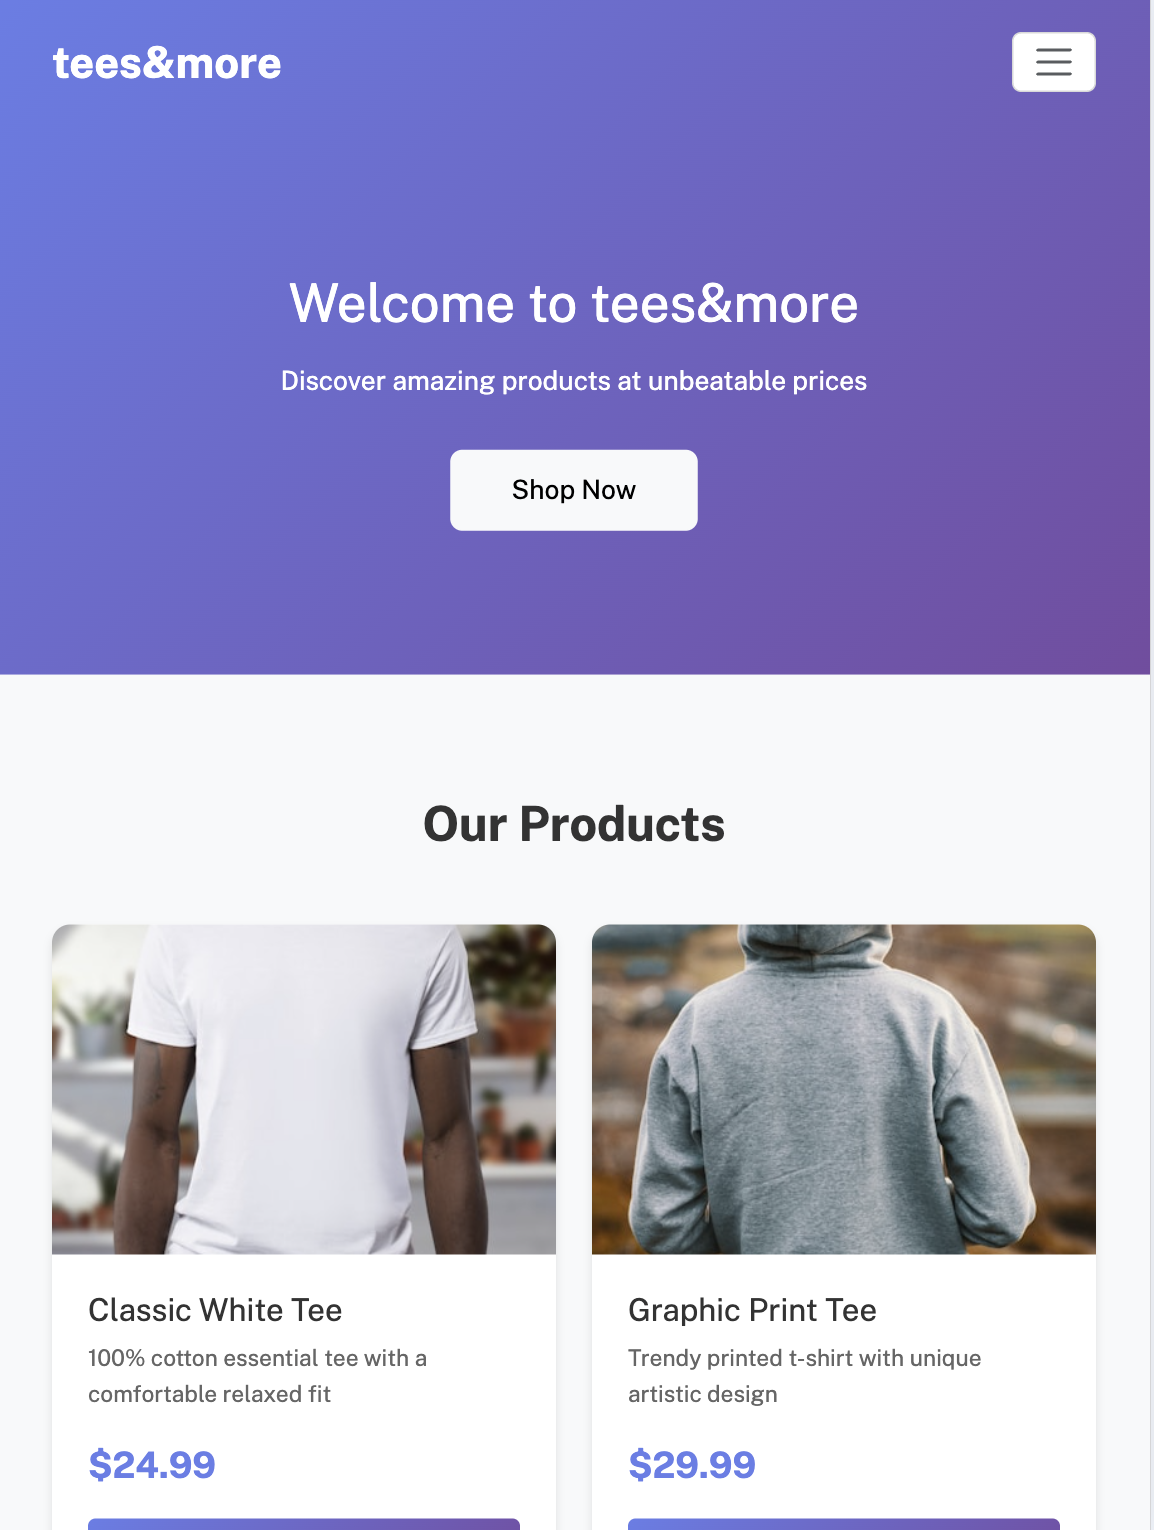 tees&more
Welcome to tees&more
Discover amazing products at unbeatable prices
Shop Now
Our Products
Classic White Tee
100% cotton essential tee with a
comfortable relaxed fit
$24.99
Graphic Print Tee
Trendy printed t-shirt with unique
artistic design
$29.99